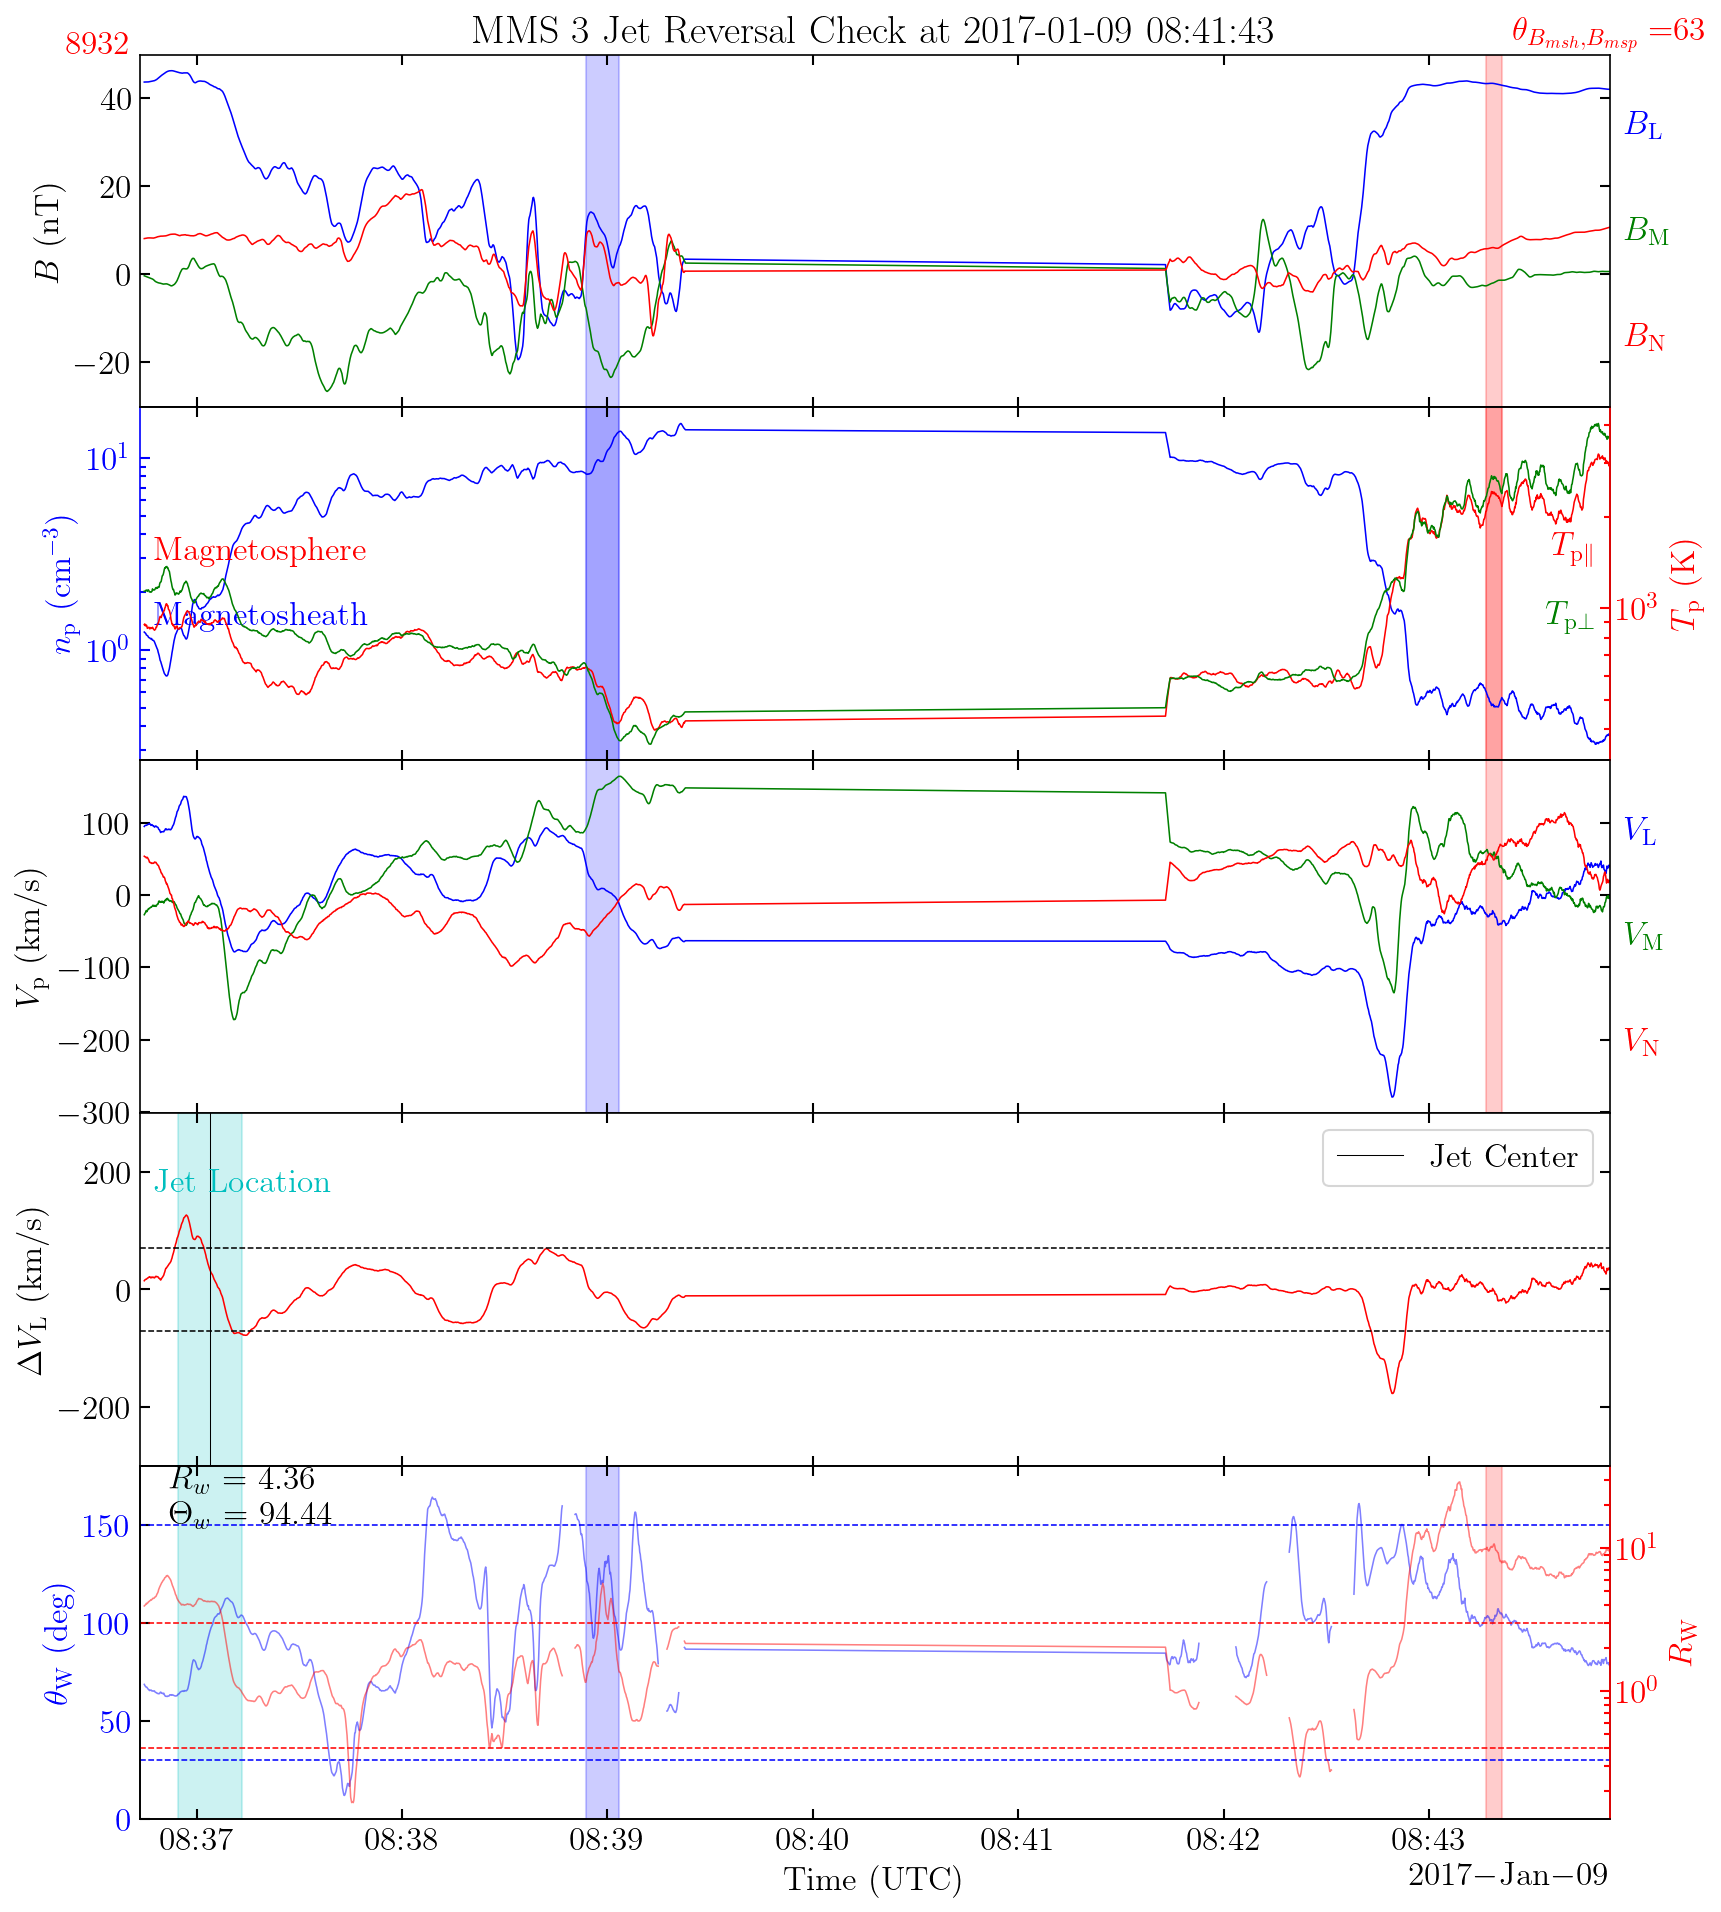 MMS 3 Jet Reversal Check at 2017-01-09 08:41:43
8932
θ_{B_{msh},B_{msp}} =63
B (nT)
40
20
0
−20
B_L
B_M
B_N
n_p (cm^{−3})
10^1
10^0
Magnetosphere
Magnetosheath
T_{p∥}
T_{p⊥}
10^3
T_p (K)
V_p (km/s)
100
0
−100
−200
−300
V_L
V_M
V_N
ΔV_L (km/s)
200
0
−200
Jet Location
Jet Center
R_w = 4.36
Θ_w = 94.44
θ_W (deg)
150
100
50
0
10^1
10^0
R_W
08:37 08:38 08:39 08:40 08:41 08:42 08:43
Time (UTC)
2017−Jan−09